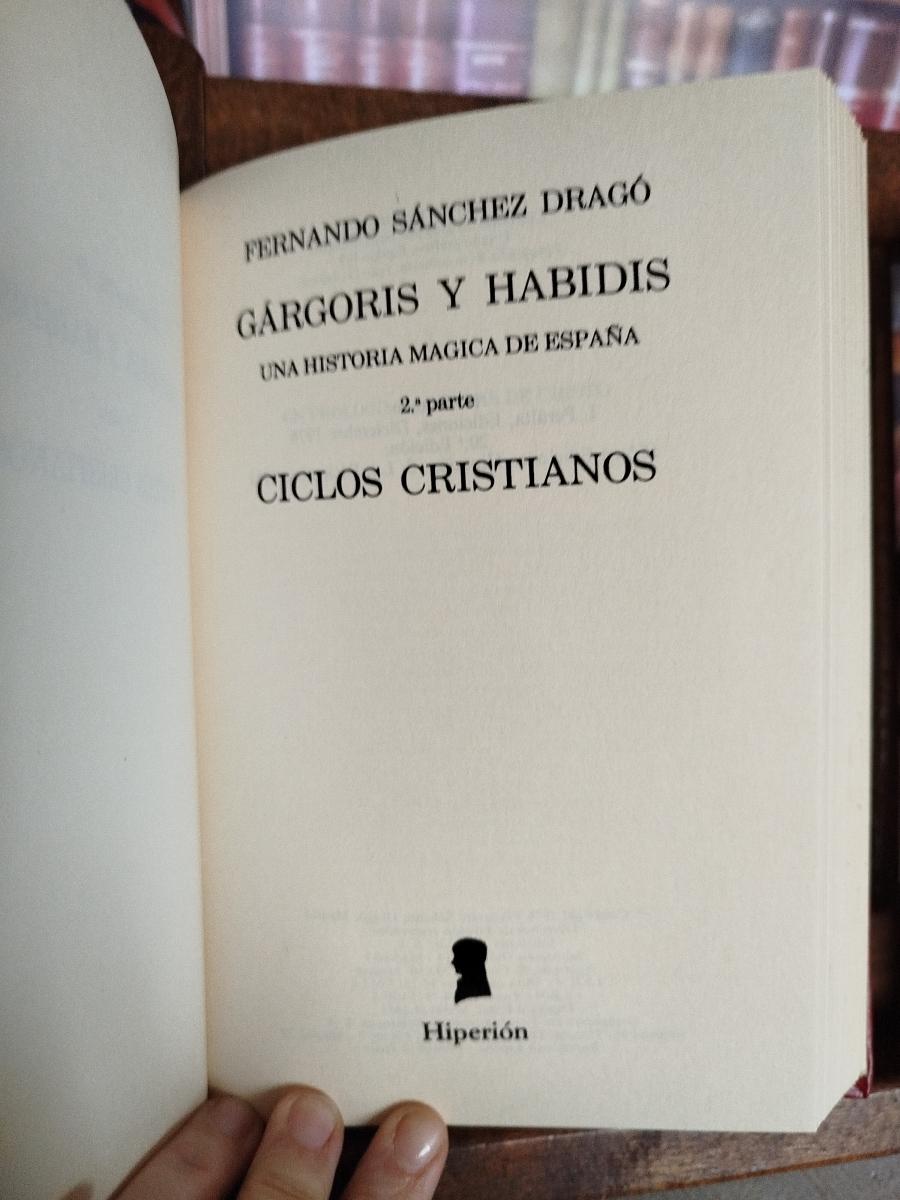 FERNANDO SÁNCHEZ DRAGÓ
GÁRGORIS Y HABIDIS
UNA HISTORIA MAGICA DE ESPAÑA
2.ª parte
CICLOS CRISTIANOS
Hiperión